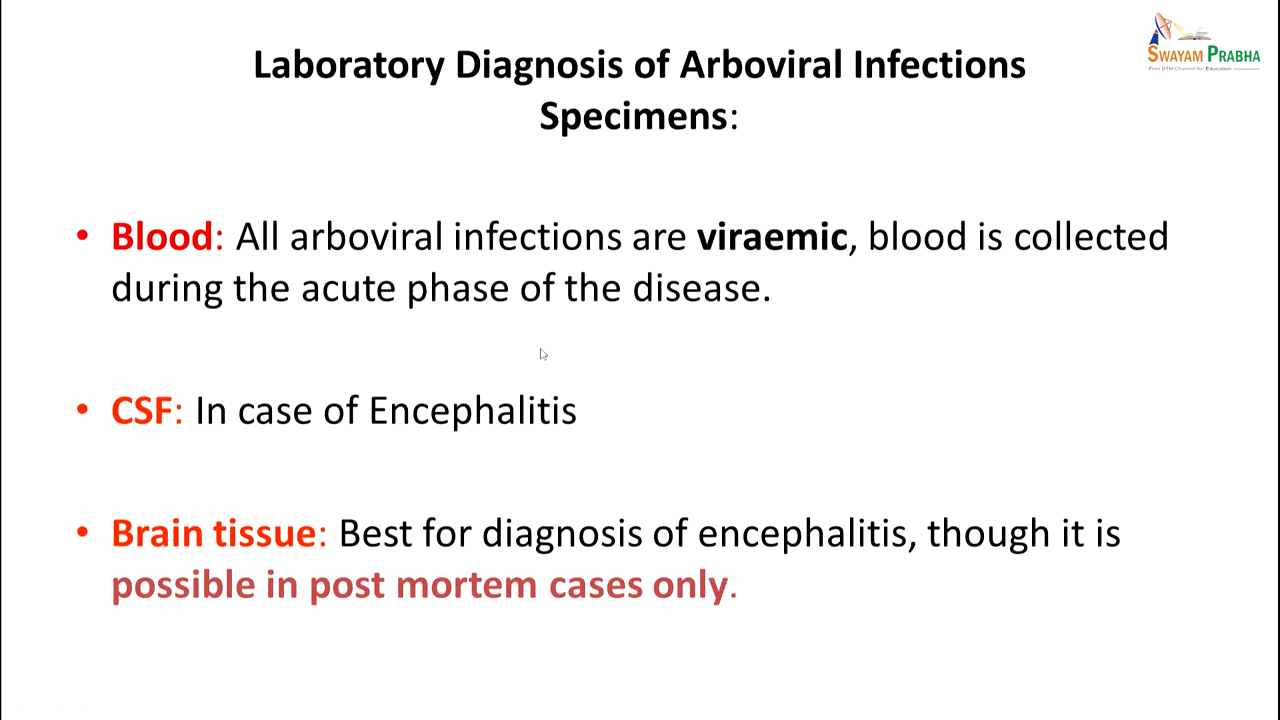 Laboratory Diagnosis of Arboviral Infections
Specimens:
SWAYAM PRABHA
Free DTH Channel for Education
• Blood: All arboviral infections are viraemic, blood is collected
during the acute phase of the disease.
• CSF: In case of Encephalitis
• Brain tissue: Best for diagnosis of encephalitis, though it is
possible in post mortem cases only.